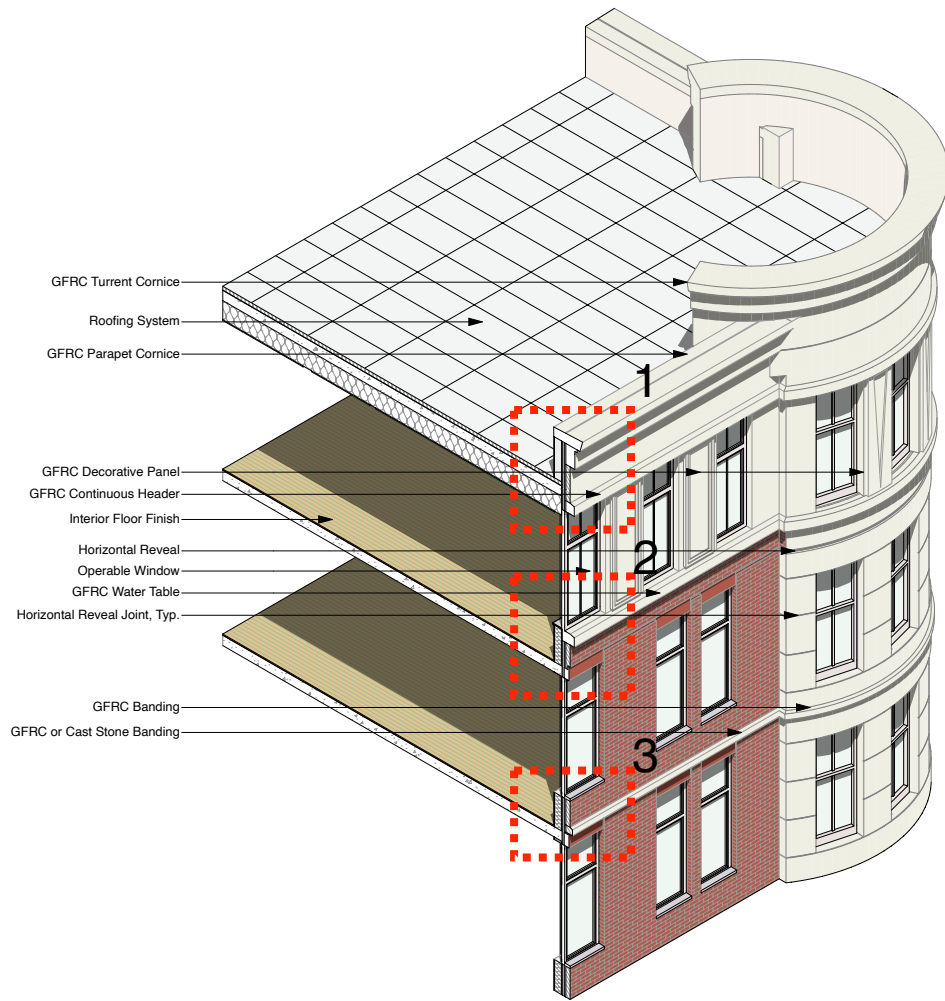 GFRC Turrent Cornice
Roofing System
GFRC Parapet Cornice
1
GFRC Decorative Panel
GFRC Continuous Header
Interior Floor Finish
Horizontal Reveal
2
Operable Window
GFRC Water Table
Horizontal Reveal Joint, Typ.
GFRC Banding
GFRC or Cast Stone Banding
3